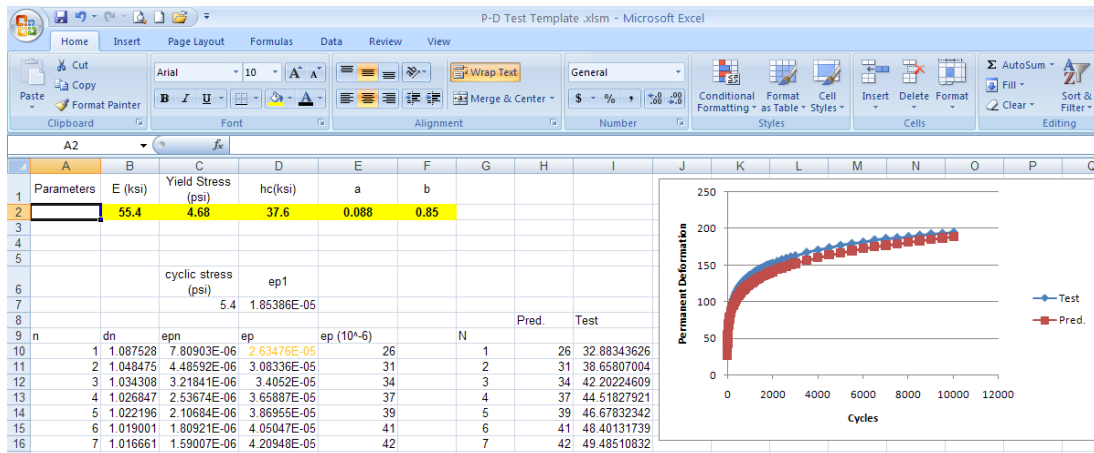 P-D Test Template .xlsm - Microsoft Excel
Home Insert Page Layout Formulas Data Review View
Cut
Copy
Format Painter
Paste
Clipboard
Arial 10 A A
B I U A
Font
Wrap Text
Merge & Center
Alignment
General
$ % , .0 .00 .00 .0
Number
Conditional Formatting
Format as Table
Cell Styles
Styles
Insert Delete Format
Cells
Σ AutoSum
Fill
Clear
Sort &
Filter
Editing
A2 fx
A B C D E F G H I J K L M N O P
1 Parameters E (ksi) Yield Stress (psi) hc(ksi) a b
2 55.4 4.68 37.6 0.088 0.85
3
4
5
6 cyclic stress (psi) ep1
7 5.4 1.85386E-05
8 Pred. Test
9 n dn epn ep ep (10^-6) N
10 1 1.087528 7.80903E-06 2.63476E-05 26 1 26 32.88343626
11 2 1.048475 4.48592E-06 3.08336E-05 31 2 31 38.65807004
12 3 1.034308 3.21841E-06 3.4052E-05 34 3 34 42.20224609
13 4 1.026847 2.53674E-06 3.65887E-05 37 4 37 44.51827921
14 5 1.022196 2.10684E-06 3.86955E-05 39 5 39 46.67832342
15 6 1.019001 1.80921E-06 4.05047E-05 41 6 41 48.40131739
16 7 1.016661 1.59007E-06 4.20948E-05 42 7 42 49.48510832
Permanent Deformation
250
200
150
100
50
0
0 2000 4000 6000 8000 10000 12000
Cycles
Test
Pred.